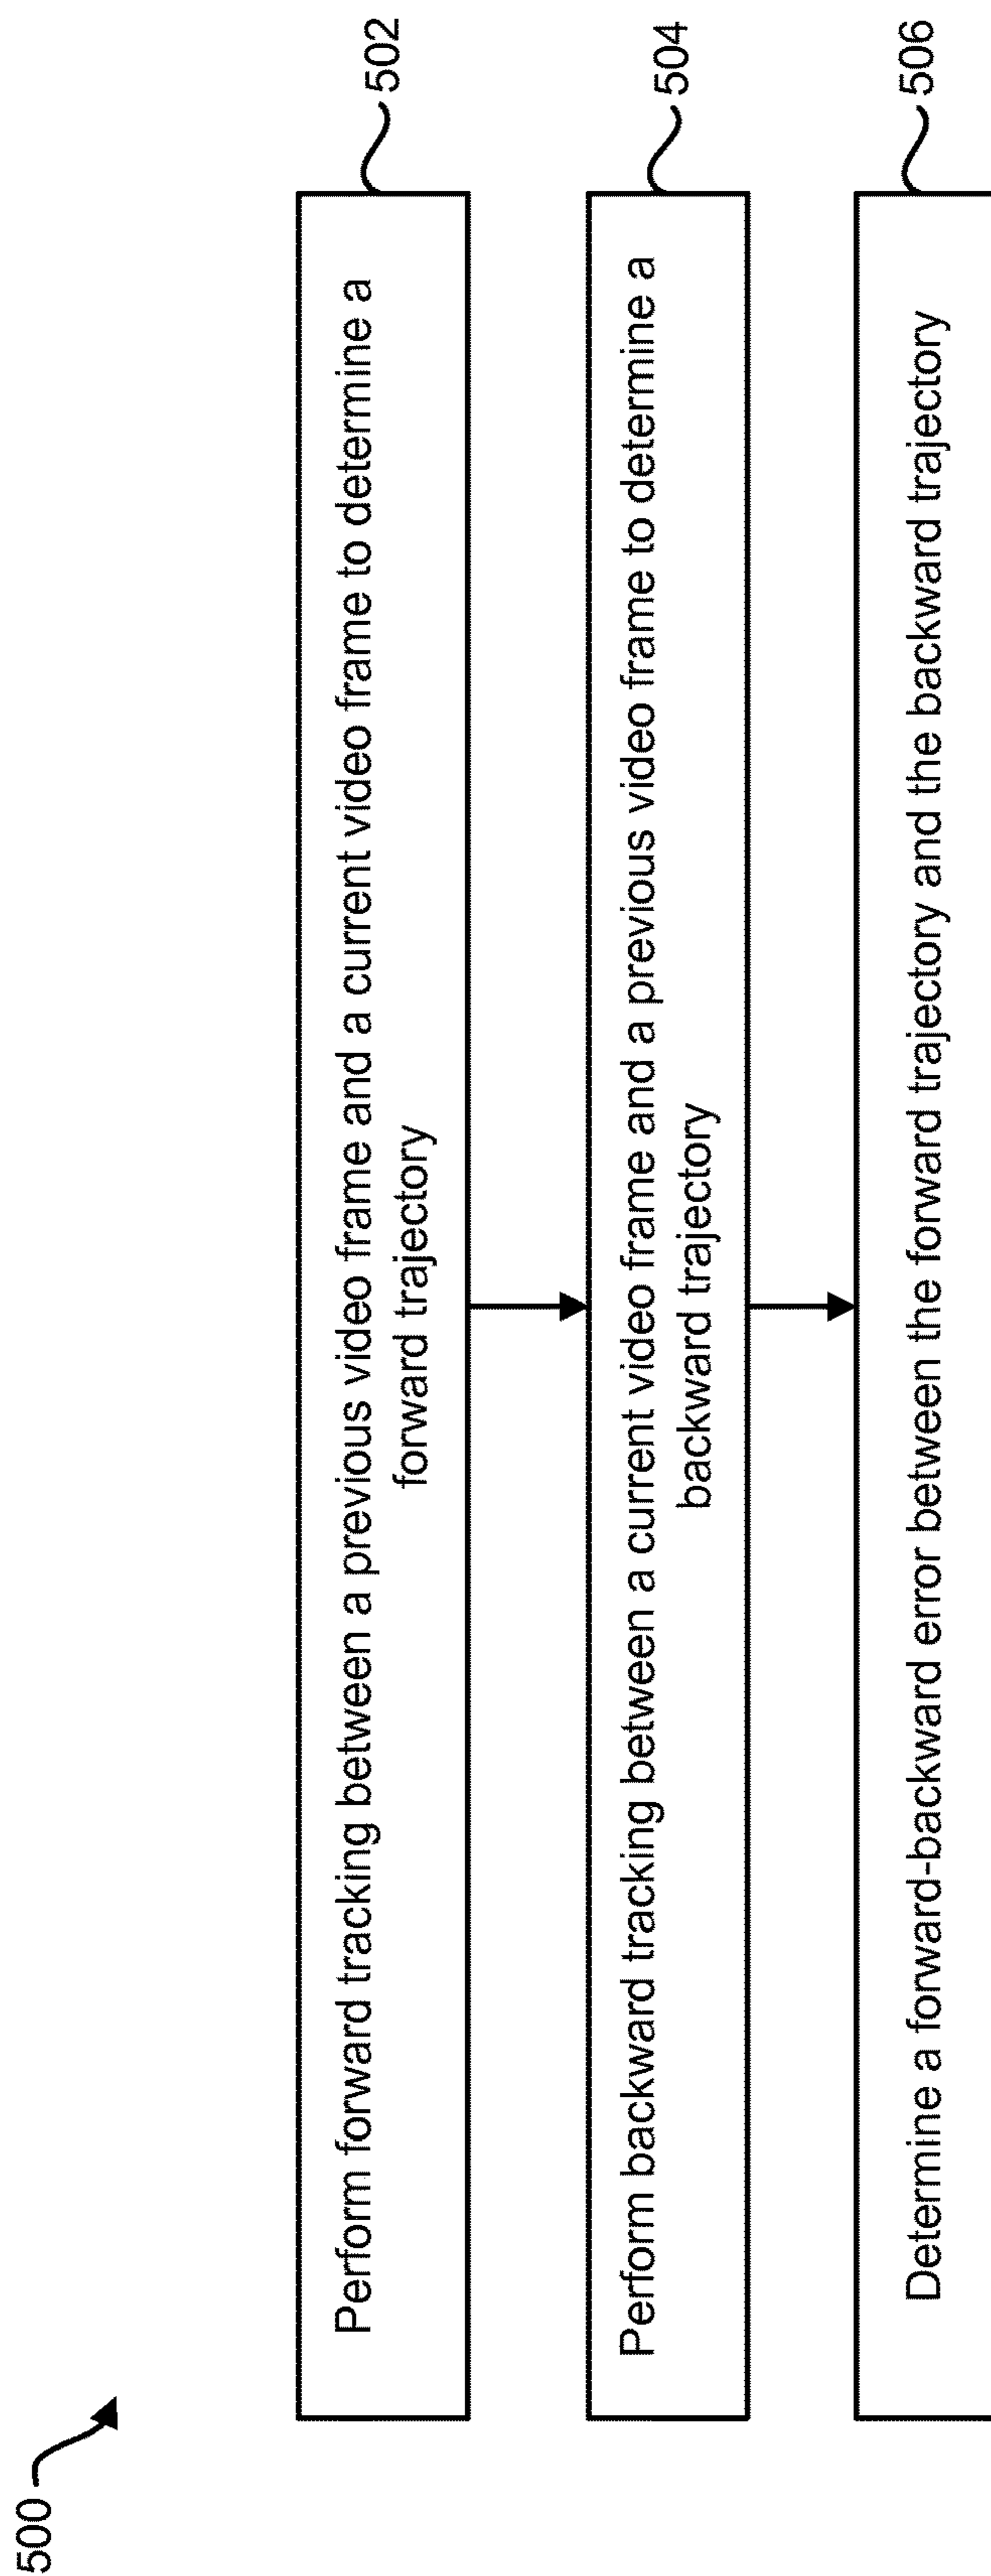 500
Perform forward tracking between a previous video frame and a current video frame to determine a
forward trajectory
502
Perform backward tracking between a current video frame and a previous video frame to determine a
backward trajectory
504
Determine a forward-backward error between the forward trajectory and the backward trajectory
506